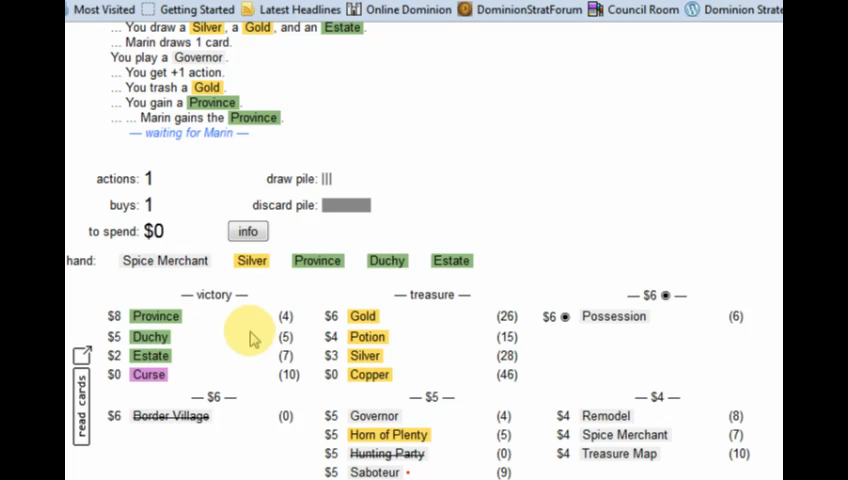 Most Visited Getting Started Latest Headlines Online Dominion DominionStratForum Council Room Dominion Strate
... You draw a Silver, a Gold, and an Estate.
... Marin draws 1 card.
You play a Governor.
... You get +1 action.
... You trash a Gold.
... You gain a Province.
... ... Marin gains the Province.
— waiting for Marin —
actions: 1 draw pile:
buys: 1 discard pile:
to spend: $0 info
hand: Spice Merchant Silver Province Duchy Estate
— victory — — treasure — — $6 —
$8 Province (4) $6 Gold (26) $6 Possession (6)
$5 Duchy (5) $4 Potion (15)
$2 Estate (7) $3 Silver (28)
$0 Curse (10) $0 Copper (46)
read cards
— $6 — — $5 — — $4 —
$6 Border Village (0) $5 Governor (4) $4 Remodel (8)
$5 Horn of Plenty (5) $4 Spice Merchant (7)
$5 Hunting Party (0) $4 Treasure Map (10)
$5 Saboteur (9)